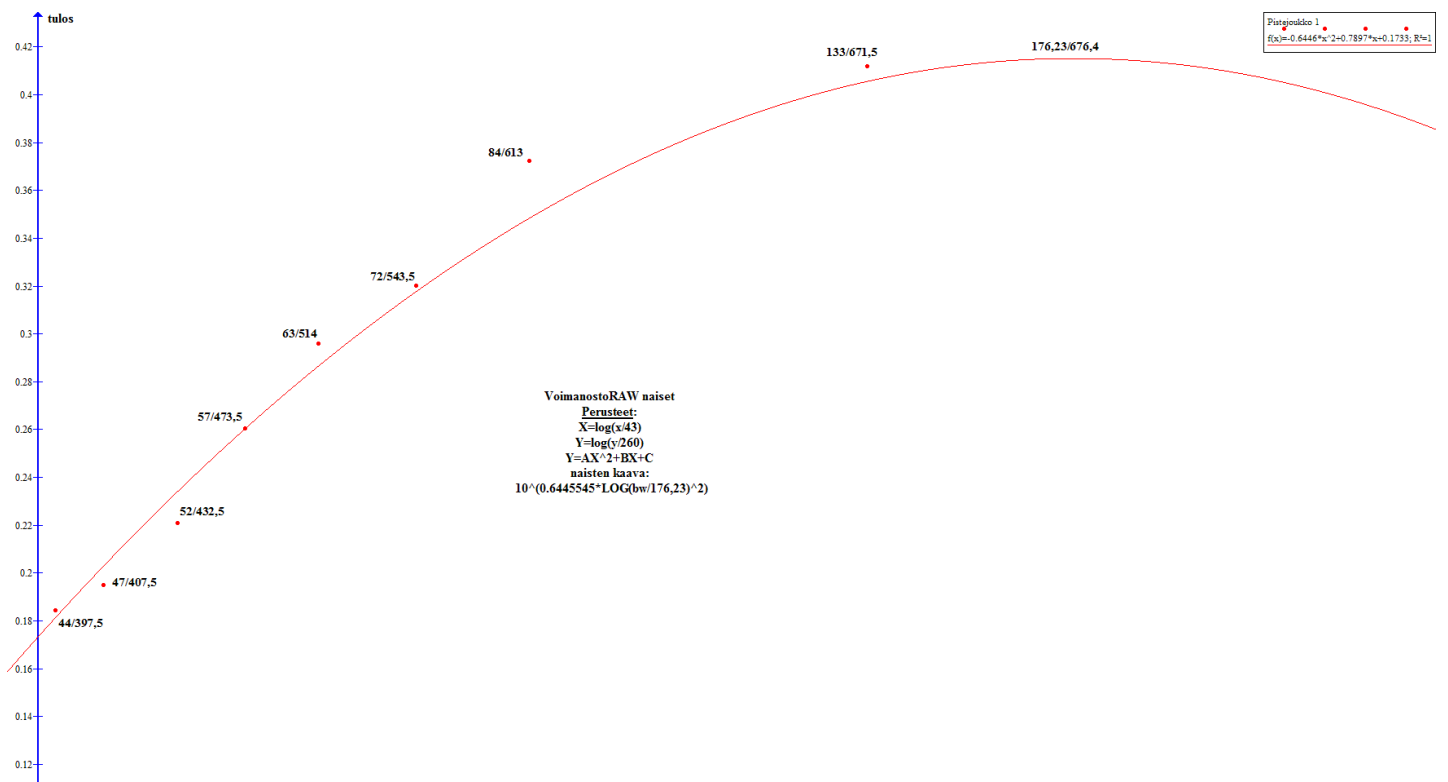 tulos
Pistejoukko 1
f(x)=-0.6446*x^2+0.7897*x+0.1733; R²=1
0.42
0.4
0.38
0.36
0.34
0.32
0.3
0.28
0.26
0.24
0.22
0.2
0.18
0.16
0.14
0.12
176,23/676,4
133/671,5
84/613
72/543,5
63/514
57/473,5
52/432,5
47/407,5
44/397,5
VoimanostoRAW naiset
Perusteet:
X=log(x/43)
Y=log(y/260)
Y=AX^2+BX+C
naisten kaava:
10^(0.6445545*LOG(bw/176,23)^2)